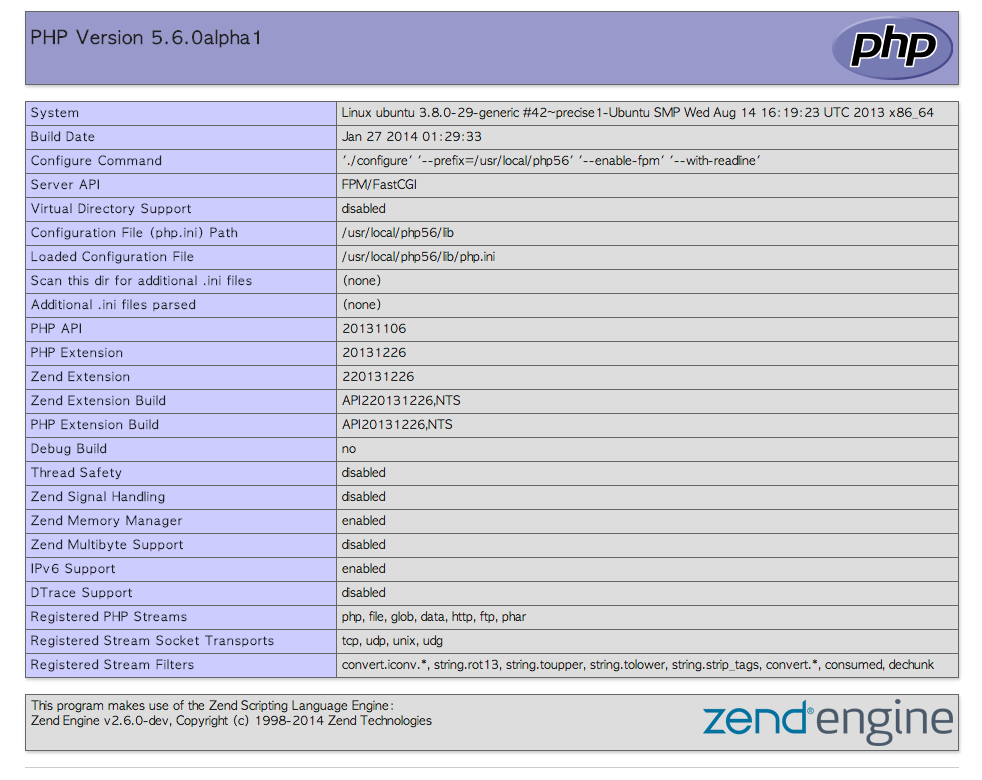 PHP Version 5.6.0alpha1
php
System Linux ubuntu 3.8.0-29-generic #42~precise1-Ubuntu SMP Wed Aug 14 16:19:23 UTC 2013 x86_64
Build Date Jan 27 2014 01:29:33
Configure Command './configure' '--prefix=/usr/local/php56' '--enable-fpm' '--with-readline'
Server API FPM/FastCGI
Virtual Directory Support disabled
Configuration File (php.ini) Path /usr/local/php56/lib
Loaded Configuration File /usr/local/php56/lib/php.ini
Scan this dir for additional .ini files (none)
Additional .ini files parsed (none)
PHP API 20131106
PHP Extension 20131226
Zend Extension 220131226
Zend Extension Build API220131226,NTS
PHP Extension Build API20131226,NTS
Debug Build no
Thread Safety disabled
Zend Signal Handling disabled
Zend Memory Manager enabled
Zend Multibyte Support disabled
IPv6 Support enabled
DTrace Support disabled
Registered PHP Streams php, file, glob, data, http, ftp, phar
Registered Stream Socket Transports tcp, udp, unix, udg
Registered Stream Filters convert.iconv.*, string.rot13, string.toupper, string.tolower, string.strip_tags, convert.*, consumed, dechunk
This program makes use of the Zend Scripting Language Engine:
Zend Engine v2.6.0-dev, Copyright (c) 1998-2014 Zend Technologies
zend® engine